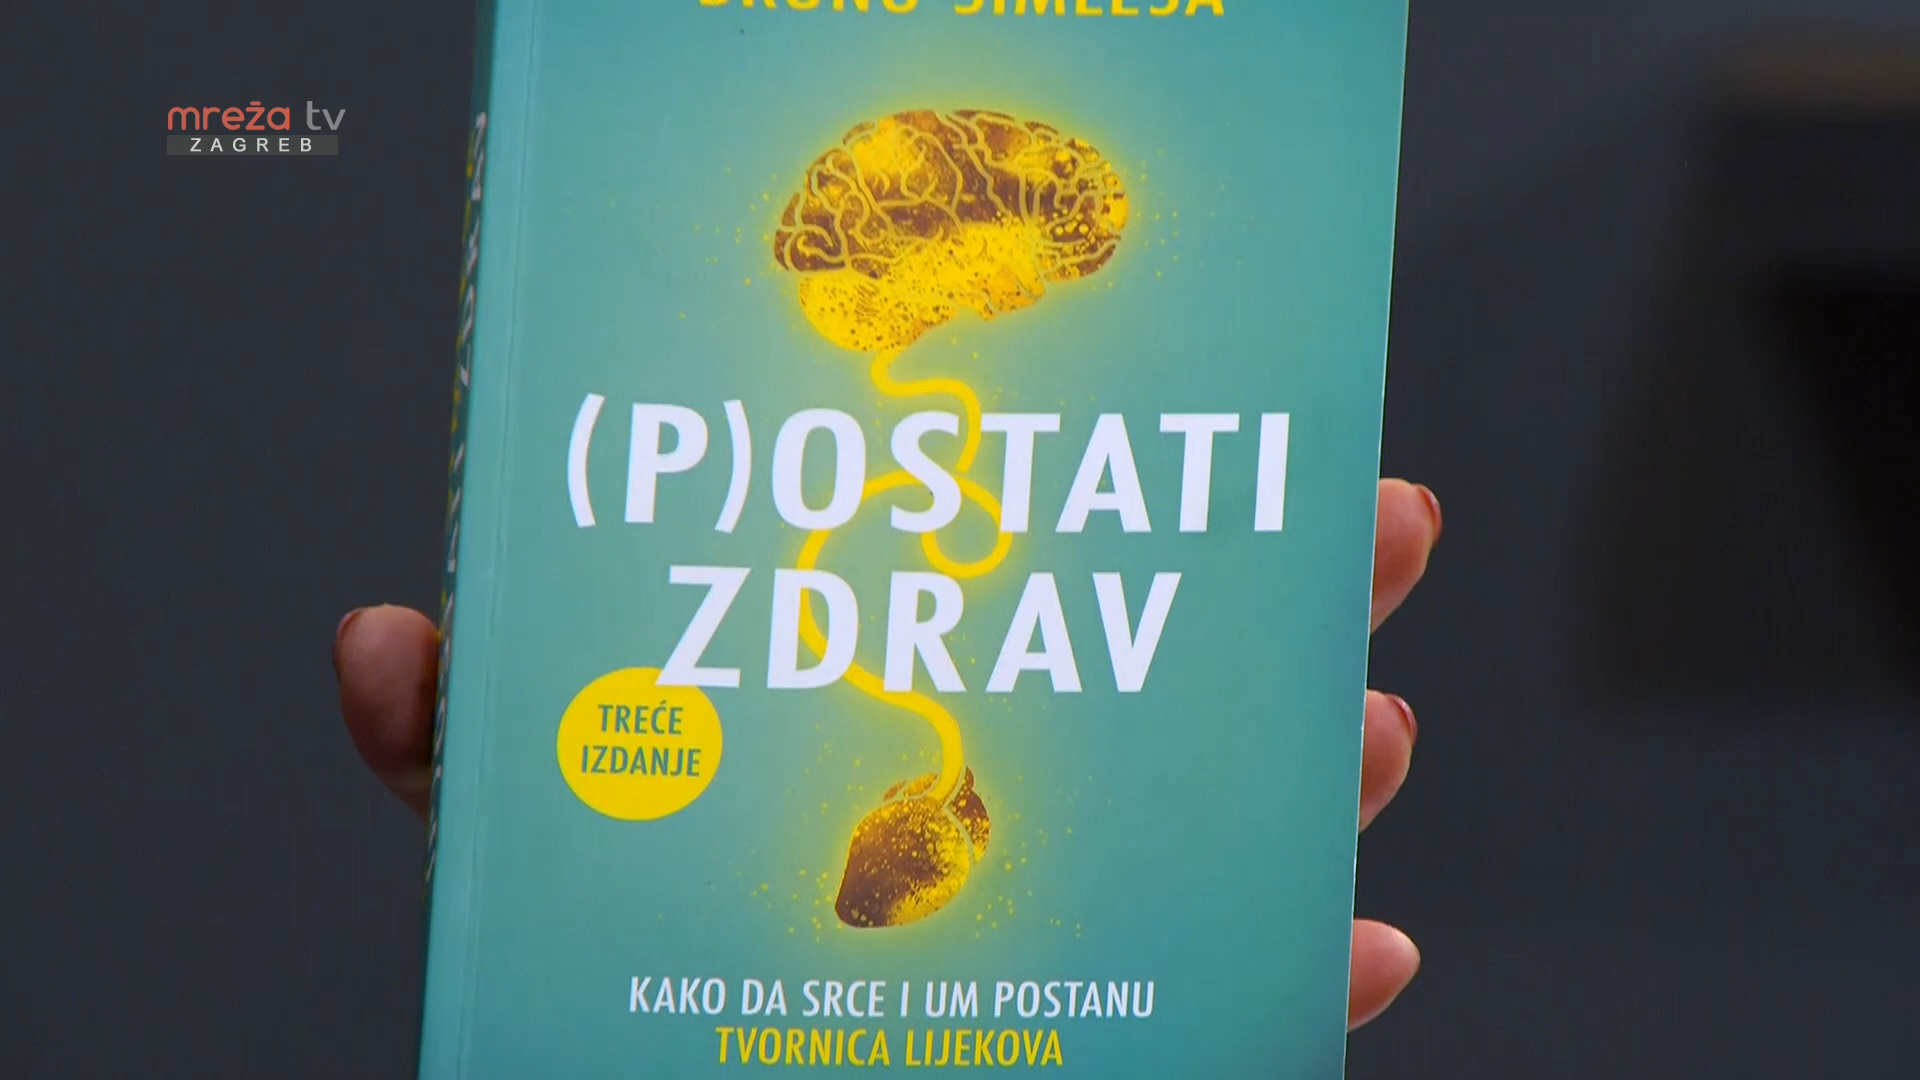 mreža tv
ZAGREB
(P)OSTATI
ZDRAV
TREĆE
IZDANJE
KAKO DA SRCE I UM POSTANU
TVORNICA LIJEKOVA